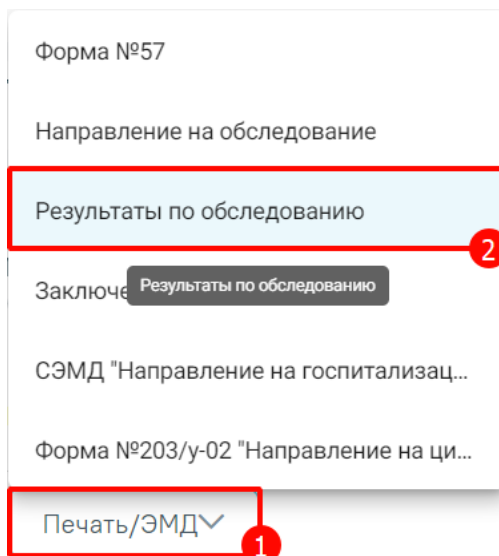 Форма №57
Направление на обследование
Результаты по обследованию
2
Заключе
Результаты по обследованию
СЭМД "Направление на госпитализац...
Форма №203/у-02 "Направление на ци...
Печать/ЭМД
1